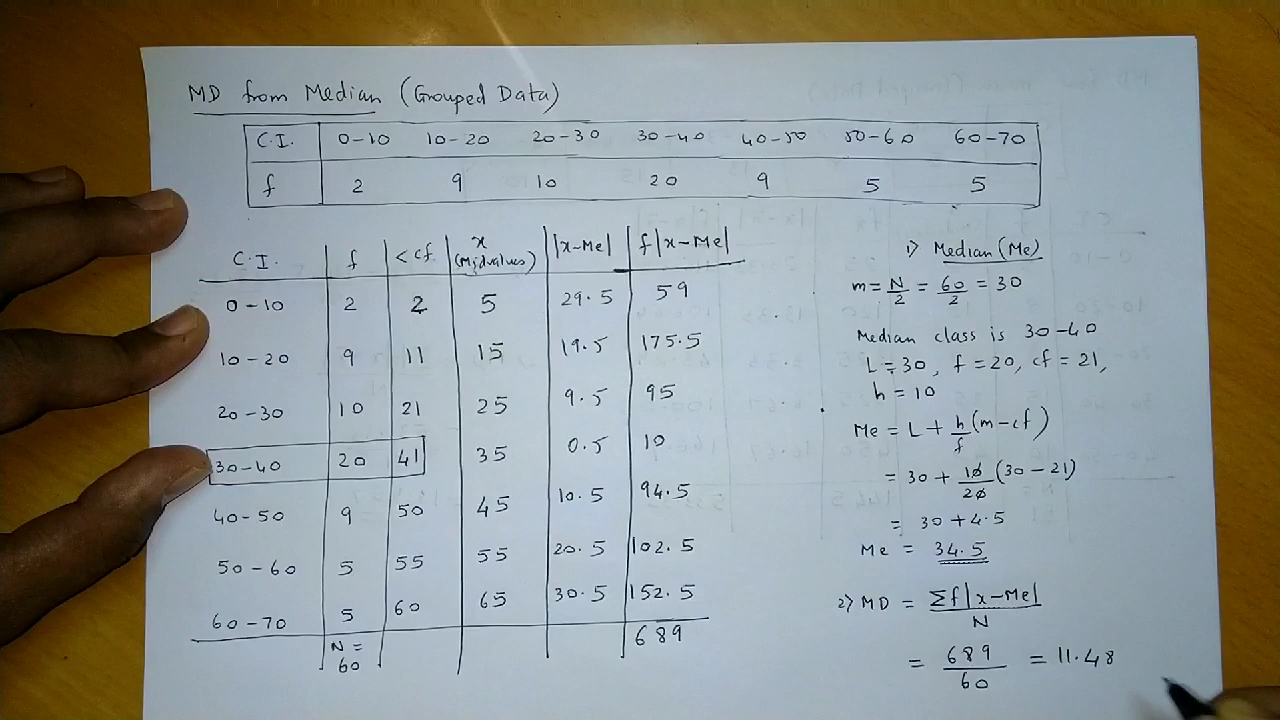 MD from Median (Grouped Data)
C.I. 0-10 10-20 20-30 30-40 40-50 50-60 60-70
f 2 9 10 20 9 5 5
C.I. f <cf x (Midvalues) |x-Me| f|x-Me|
0-10 2 2 5 29.5 59
10-20 9 11 15 19.5 175.5
20-30 10 21 25 9.5 95
30-40 20 41 35 0.5 10
40-50 9 50 45 10.5 94.5
50-60 5 55 55 20.5 102.5
60-70 5 60 65 30.5 152.5
N = 60 689
1) Median (Me)
m = N/2 = 60/2 = 30
Median class is 30-40
L = 30, f = 20, cf = 21,
h = 10
Me = L + h/f (m-cf)
= 30 + 10/20 (30-21)
= 30 + 4.5
Me = 34.5
2) MD = Σf|x-Me|/N
= 689/60 = 11.48